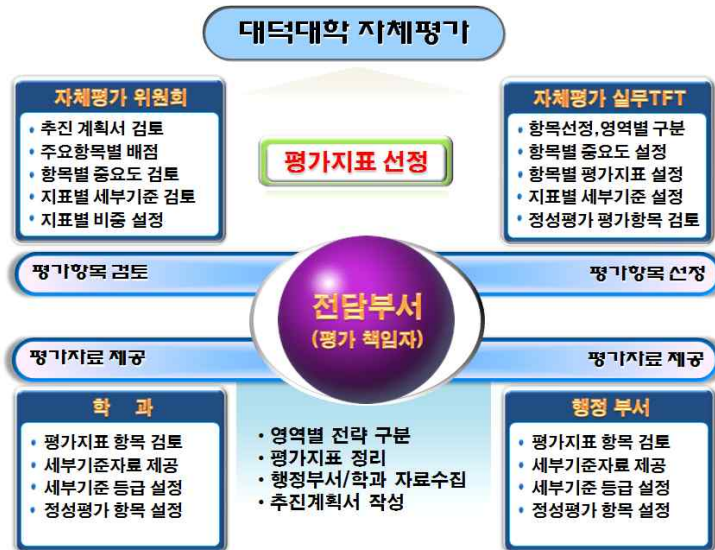 대덕대학 자체평가
자체평가 위원회
• 추진 계획서 검토
• 주요항목별 배점
• 항목별 중요도 검토
• 지표별 세부기준 검토
• 지표별 비중 설정
평가지표 선정
자체평가 실무TFT
• 항목선정,영역별 구분
• 항목별 중요도 설정
• 항목별 평가지표 설정
• 지표별 세부기준 설정
• 정성평가 평가항목 검토
평가항목 검토
평가항목 선정
전담부서
(평가 책임자)
평가자료 제공
평가자료 제공
학 과
• 평가지표 항목 검토
• 세부기준자료 제공
• 세부기준 등급 설정
• 정성평가 항목 설정
• 영역별 전략 구분
• 평가지표 정리
• 행정부서/학과 자료수집
• 추진계획서 작성
행정 부서
• 평가지표 항목 검토
• 세부기준자료 제공
• 세부기준 등급 설정
• 정성평가 항목 설정